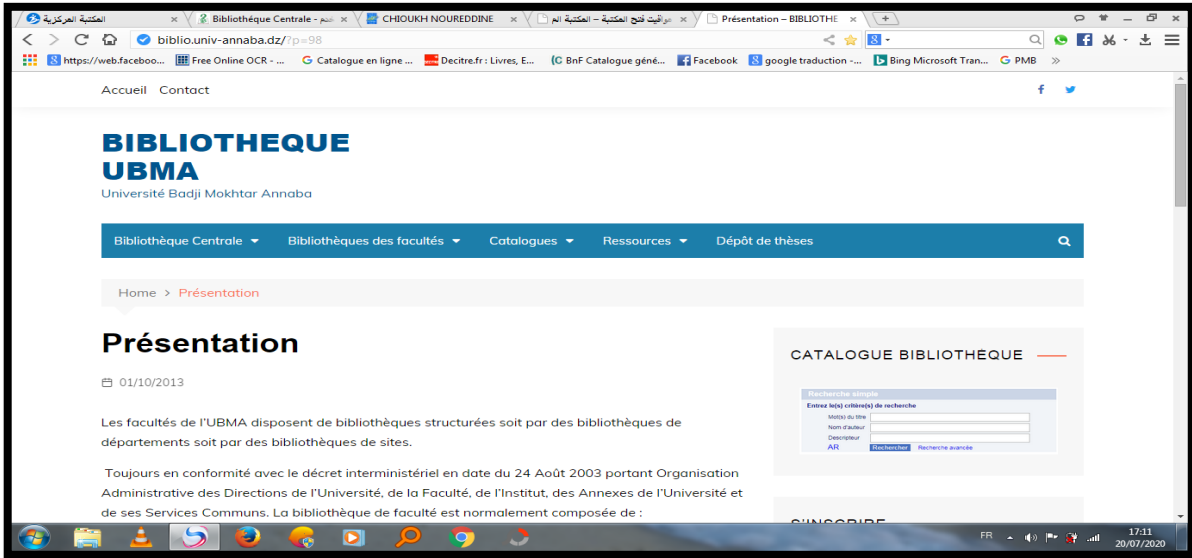 المكتبة المركزية
Bibliothéque Centrale -
CHIOUKH NOUREDDINE
مواقيت فتح المكتبة – المكتبة الم
Présentation – BIBLIOTHE
biblio.univ-annaba.dz/?p=98
https://web.faceboo... Free Online OCR - ... Catalogue en ligne ... Decitre.fr : Livres, E... BnF Catalogue géné... Facebook google traduction -... Bing Microsoft Tran... PMB
Accueil Contact
BIBLIOTHEQUE
UBMA
Université Badji Mokhtar Annaba
Bibliothèque Centrale Bibliothèques des facultés Catalogues Ressources Dépôt de thèses
Home > Présentation
Présentation
01/10/2013
Les facultés de l'UBMA disposent de bibliothèques structurées soit par des bibliothèques de
départements soit par des bibliothèques de sites.
Toujours en conformité avec le décret interministériel en date du 24 Août 2003 portant Organisation
Administrative des Directions de l'Université, de la Faculté, de l'Institut, des Annexes de l'Université et
de ses Services Communs. La bibliothèque de faculté est normalement composée de :
CATALOGUE BIBLIOTHÈQUE
Recherche simple
Entrez le(s) critère(s) de recherche
Mot(s) du titre
Nom d'auteur
Descripteur
AR Rechercher Recherche avancée
S'INSCRIRE
FR
17:11
20/07/2020